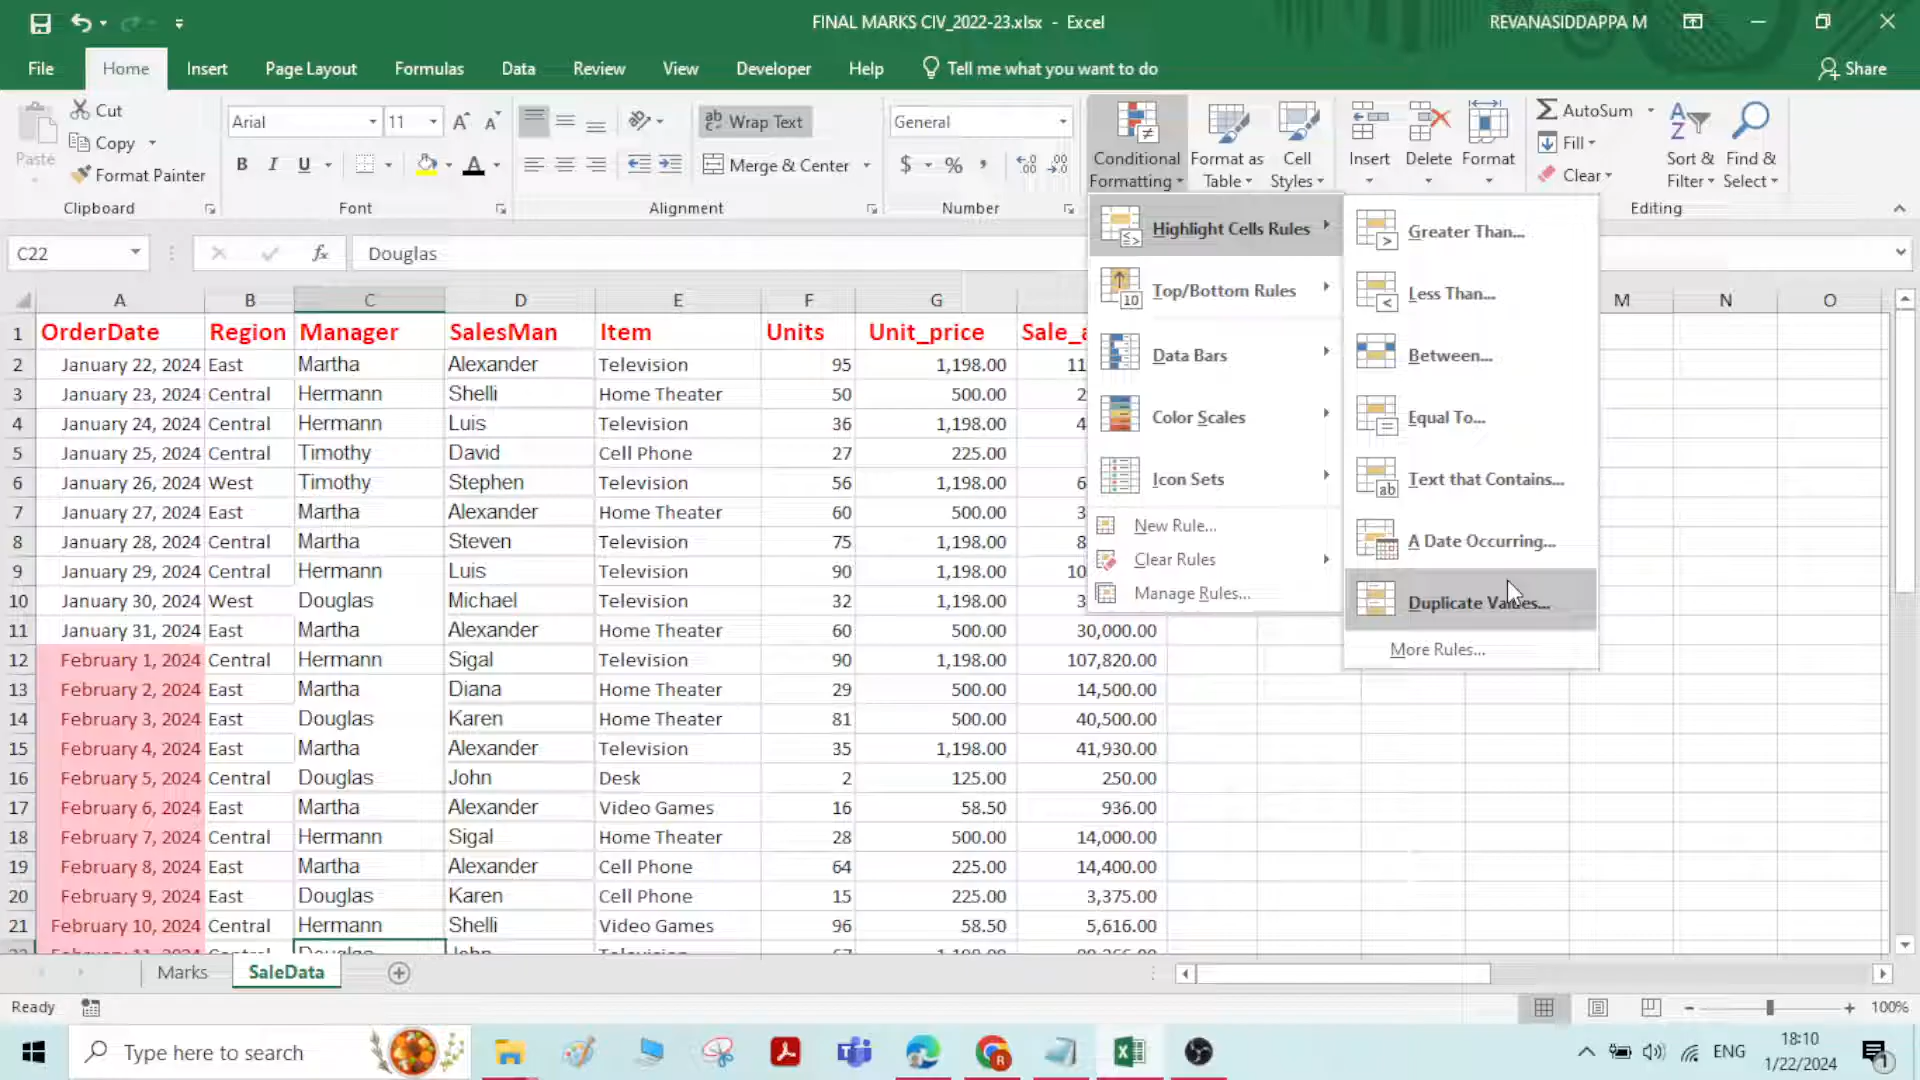 FINAL MARKS CIV_2022-23.xlsx - Excel
REVANASIDDAPPA M
File Home Insert Page Layout Formulas Data Review View Developer Help Tell me what you want to do Share
Paste
Cut
Copy
Format Painter
Clipboard
Arial 11
B I U
Font
Wrap Text
Merge & Center
Alignment
General
$ % ,
Number
Conditional Formatting
Format as Table
Cell Styles
Insert Delete Format
AutoSum
Fill
Clear
Sort & Filter
Find & Select
Editing
C22 fx Douglas
Highlight Cells Rules
Top/Bottom Rules
Data Bars
Color Scales
Icon Sets
New Rule...
Clear Rules
Manage Rules...
Greater Than...
Less Than...
Between...
Equal To...
Text that Contains...
A Date Occurring...
Duplicate Values...
More Rules...
A B C D E F G M N O
1 OrderDate Region Manager SalesMan Item Units Unit_price Sale_a
2 January 22, 2024 East Martha Alexander Television 95 1,198.00 11
3 January 23, 2024 Central Hermann Shelli Home Theater 50 500.00 2
4 January 24, 2024 Central Hermann Luis Television 36 1,198.00 4
5 January 25, 2024 Central Timothy David Cell Phone 27 225.00
6 January 26, 2024 West Timothy Stephen Television 56 1,198.00 6
7 January 27, 2024 East Martha Alexander Home Theater 60 500.00 3
8 January 28, 2024 Central Martha Steven Television 75 1,198.00 8
9 January 29, 2024 Central Hermann Luis Television 90 1,198.00 10
10 January 30, 2024 West Douglas Michael Television 32 1,198.00 3
11 January 31, 2024 East Martha Alexander Home Theater 60 500.00 30,000.00
12 February 1, 2024 Central Hermann Sigal Television 90 1,198.00 107,820.00
13 February 2, 2024 East Martha Diana Home Theater 29 500.00 14,500.00
14 February 3, 2024 East Douglas Karen Home Theater 81 500.00 40,500.00
15 February 4, 2024 East Martha Alexander Television 35 1,198.00 41,930.00
16 February 5, 2024 Central Douglas John Desk 2 125.00 250.00
17 February 6, 2024 East Martha Alexander Video Games 16 58.50 936.00
18 February 7, 2024 Central Hermann Sigal Home Theater 28 500.00 14,000.00
19 February 8, 2024 East Martha Alexander Cell Phone 64 225.00 14,400.00
20 February 9, 2024 East Douglas Karen Cell Phone 15 225.00 3,375.00
21 February 10, 2024 Central Hermann Shelli Video Games 96 58.50 5,616.00
Marks SaleData
Ready 100%
Type here to search
ENG
18:10
1/22/2024